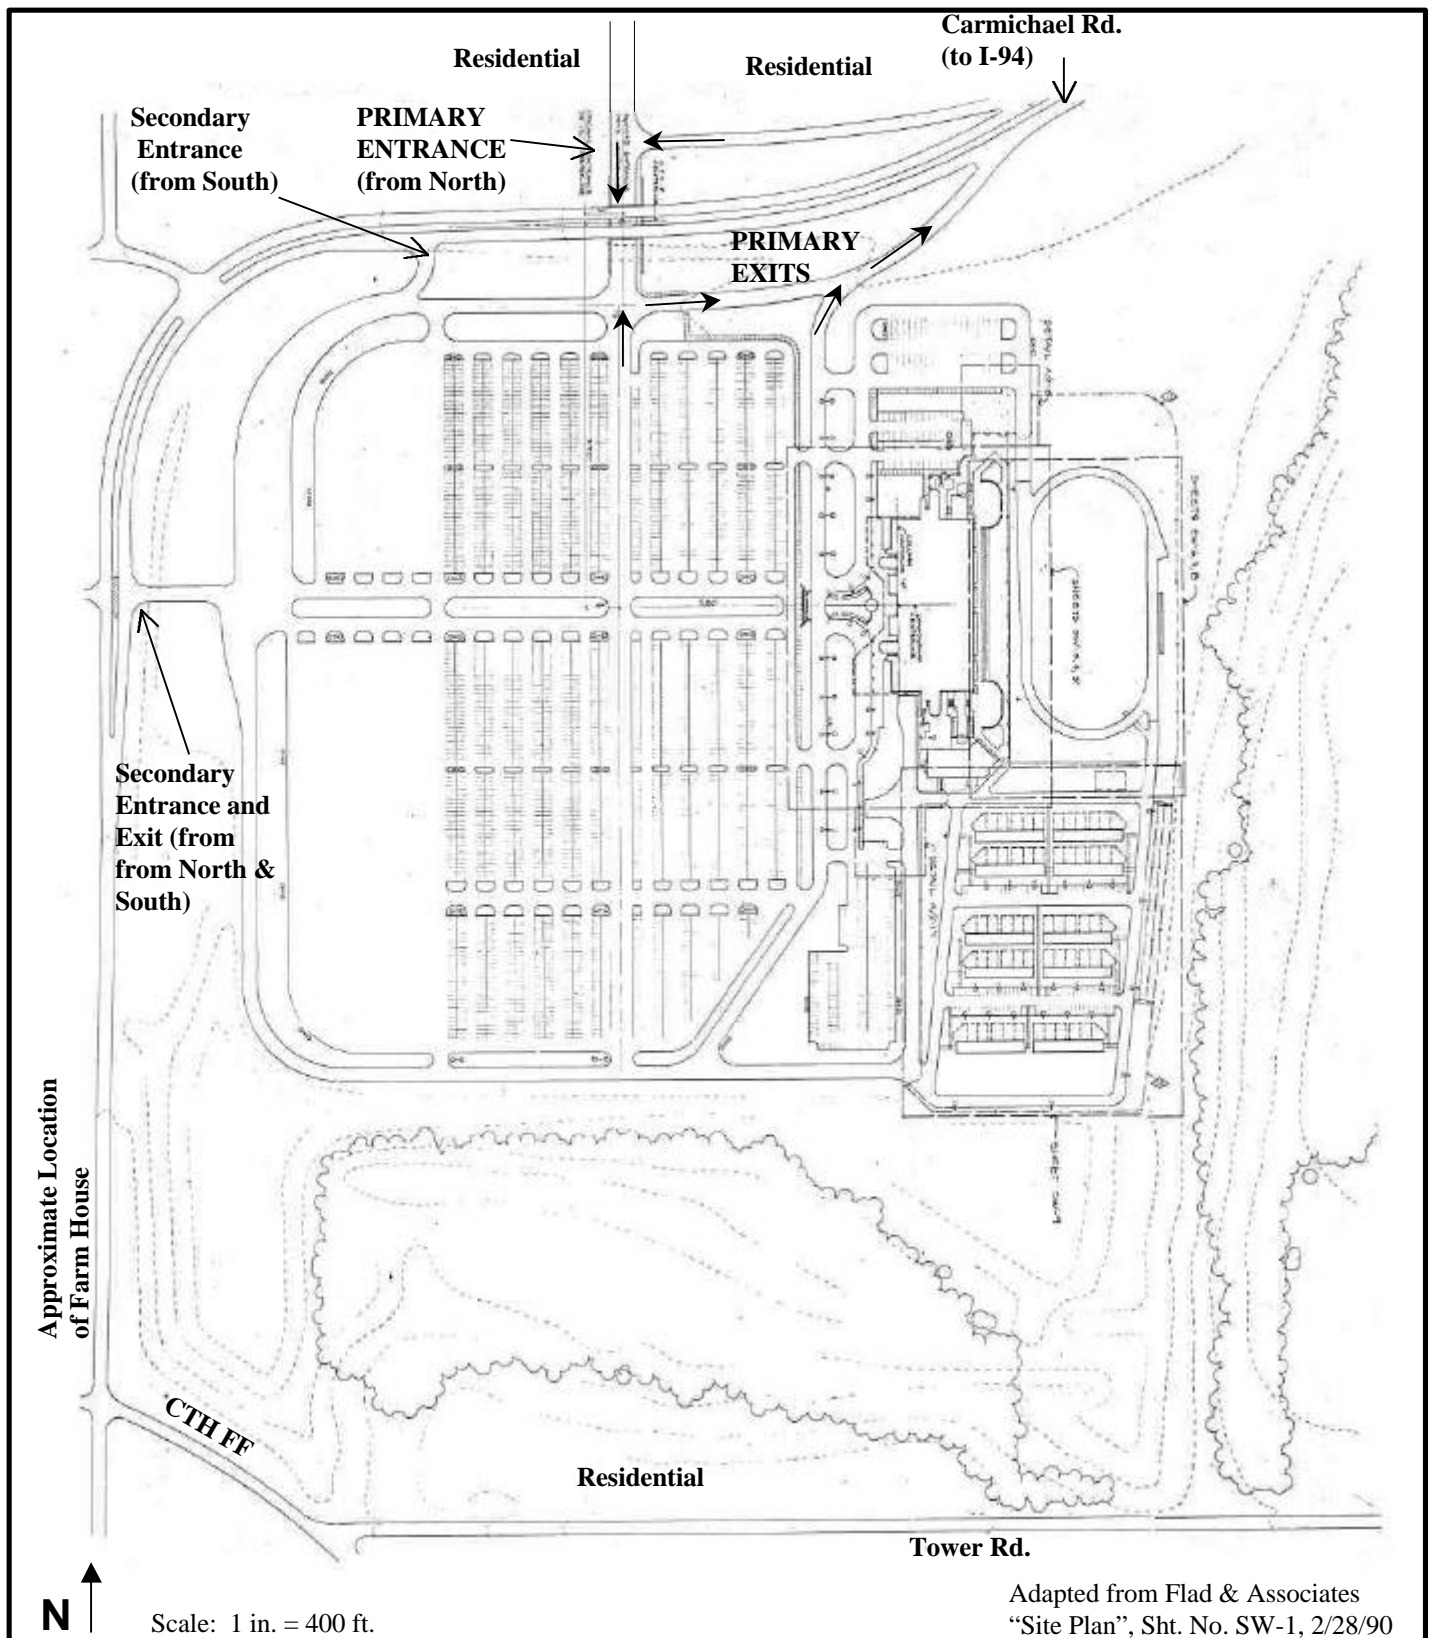 Carmichael Rd.
(to I-94)
Residential
Residential
Secondary
Entrance
(from South)
PRIMARY
ENTRANCE
(from North)
PRIMARY
EXITS
Secondary
Entrance and
Exit (from
from North &
South)
Approximate Location
of Farm House
CTH FF
Residential
Tower Rd.
N
Scale:  1 in. = 400 ft.
Adapted from Flad & Associates
“Site Plan”, Sht. No. SW-1, 2/28/90